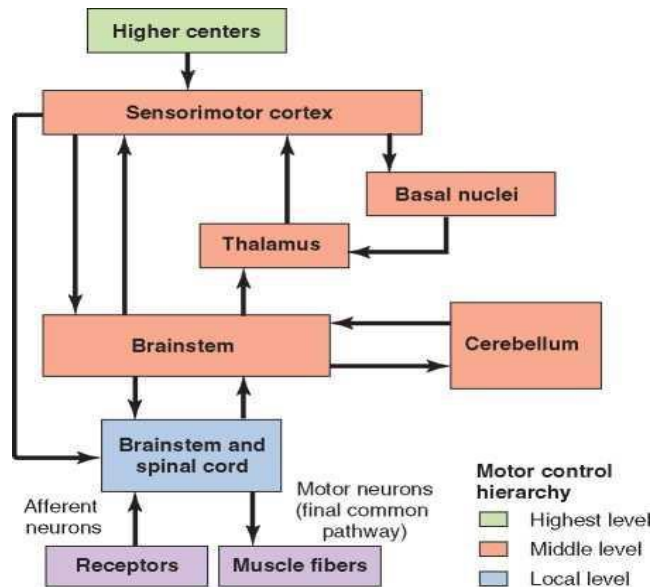 Higher centers
Sensorimotor cortex
Basal nuclei
Thalamus
Brainstem
Cerebellum
Brainstem and
spinal cord
Afferent
neurons
Motor neurons
(final common
pathway)
Receptors
Muscle fibers
Motor control
hierarchy
Highest level
Middle level
Local level